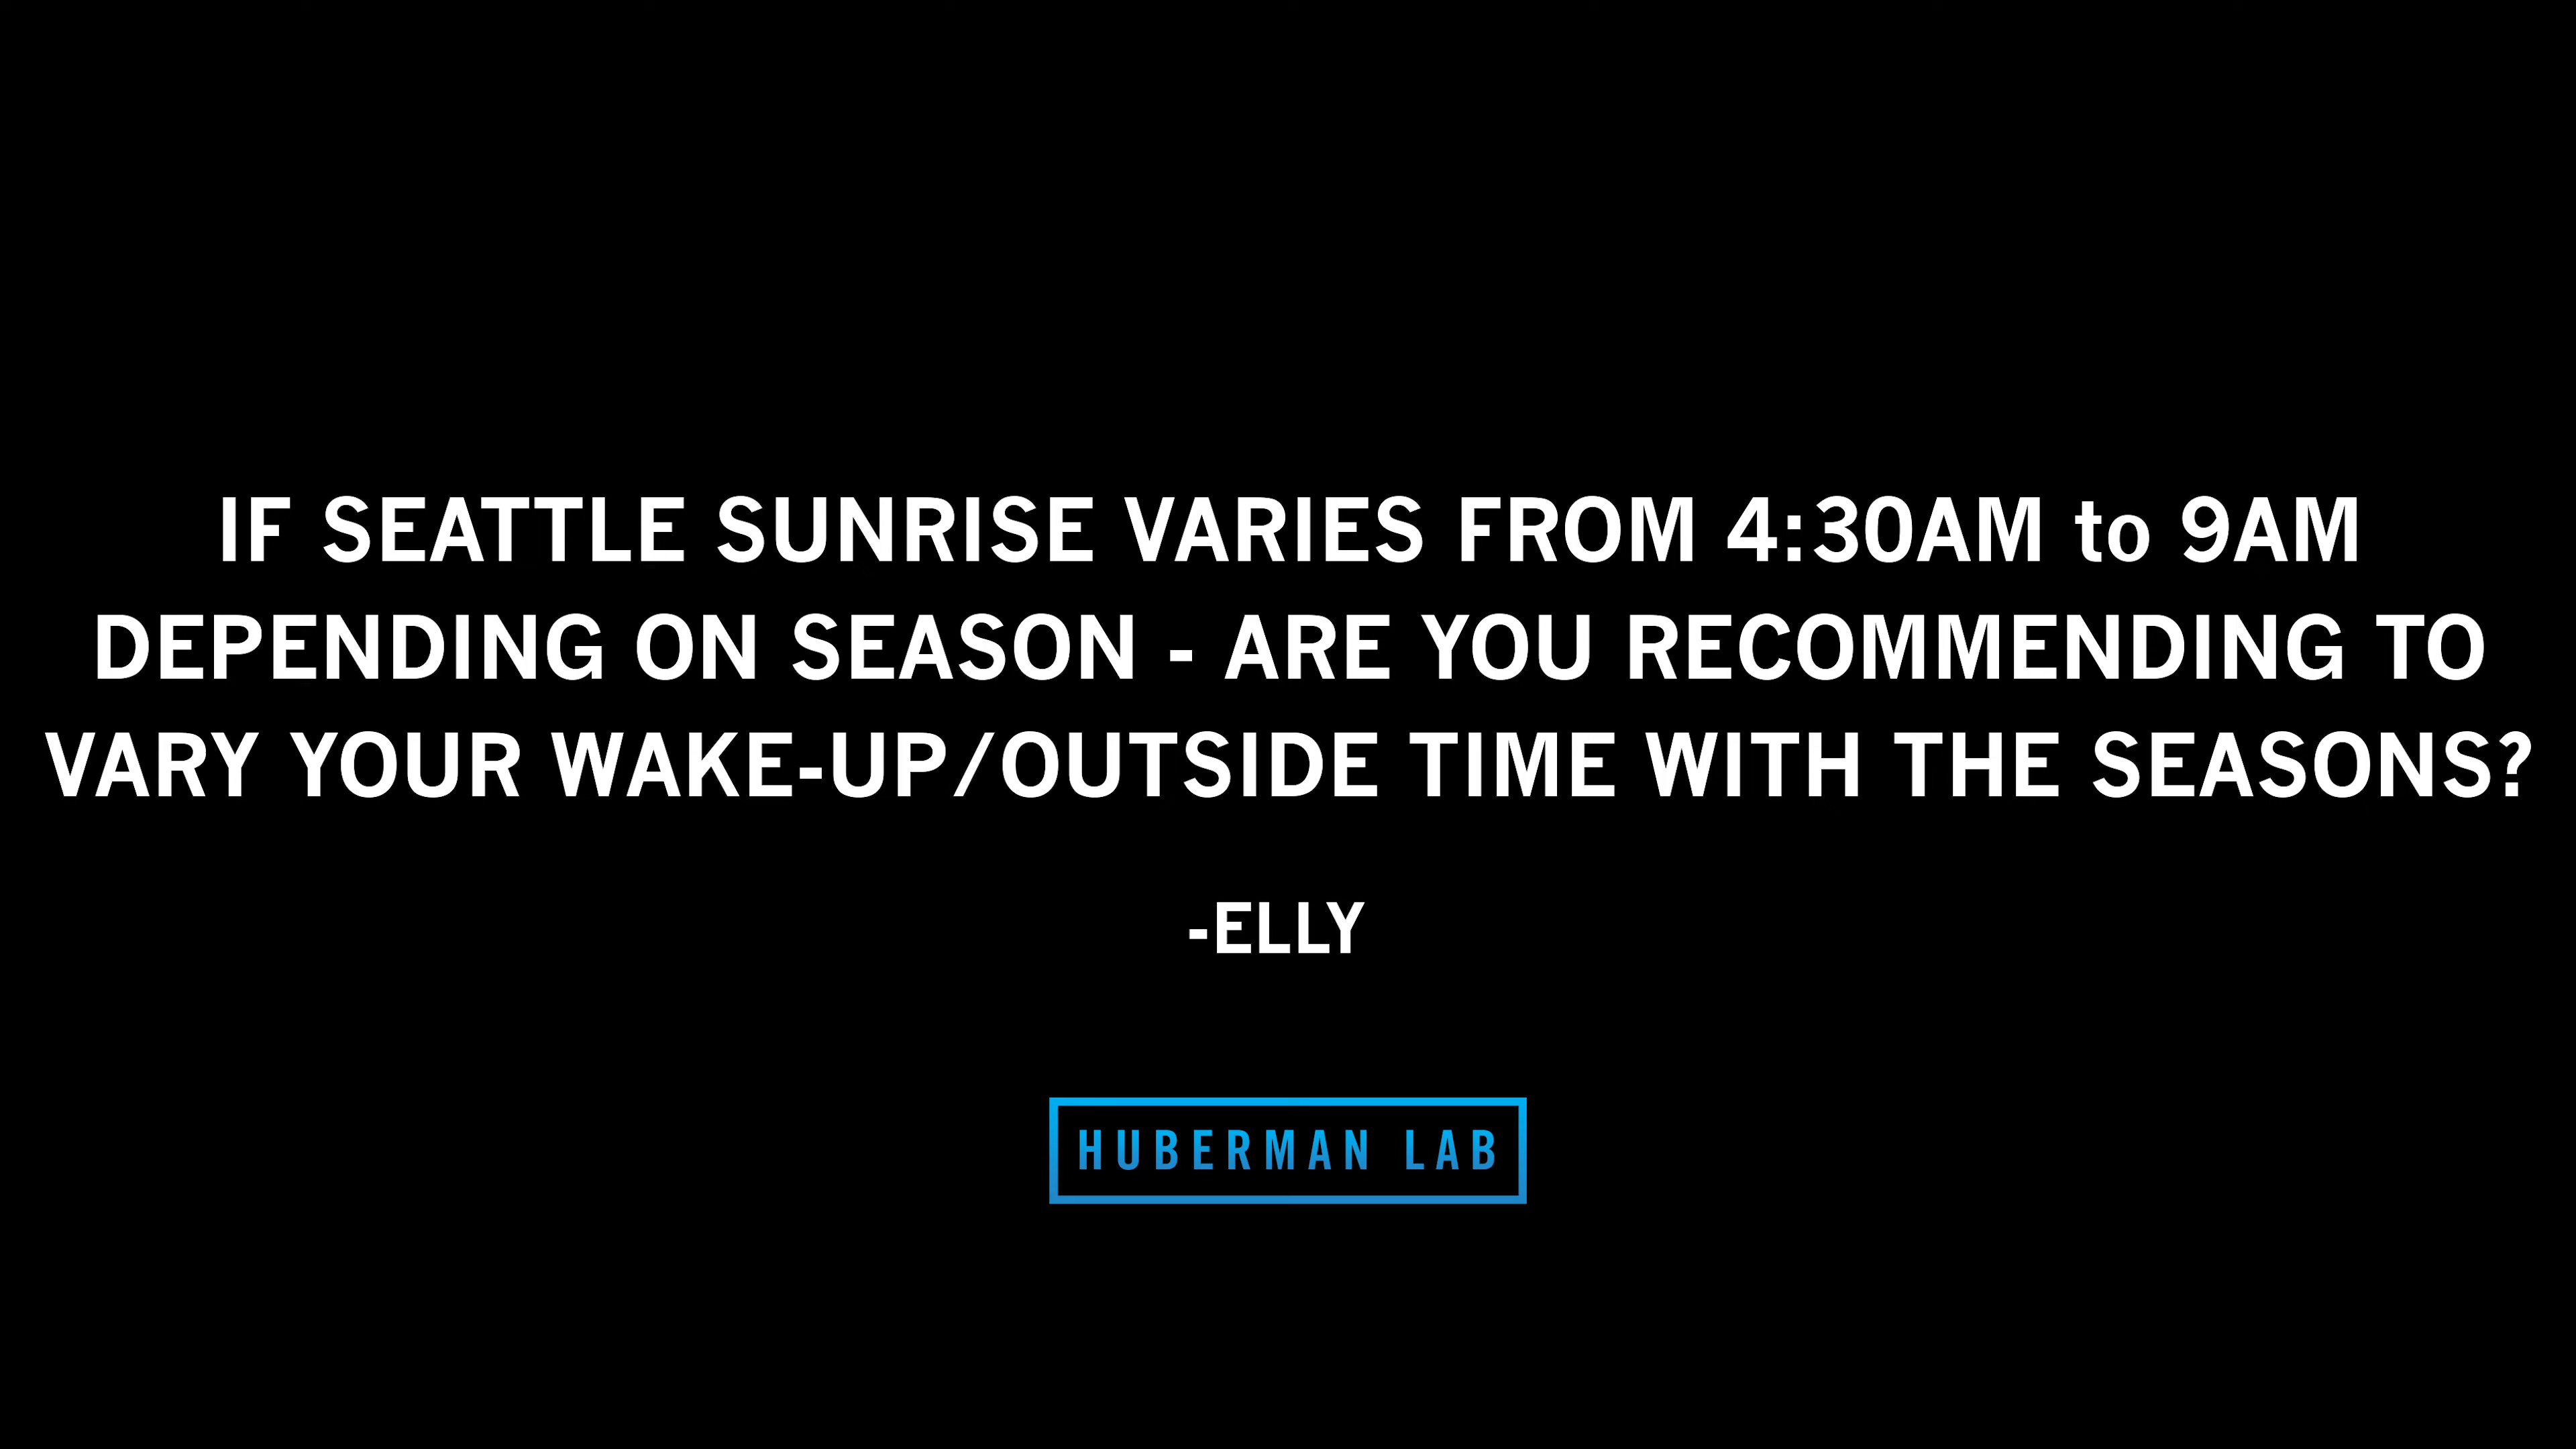 IF SEATTLE SUNRISE VARIES FROM 4:30AM to 9AM
DEPENDING ON SEASON - ARE YOU RECOMMENDING TO
VARY YOUR WAKE-UP/OUTSIDE TIME WITH THE SEASONS?
-ELLY
HUBERMAN LAB